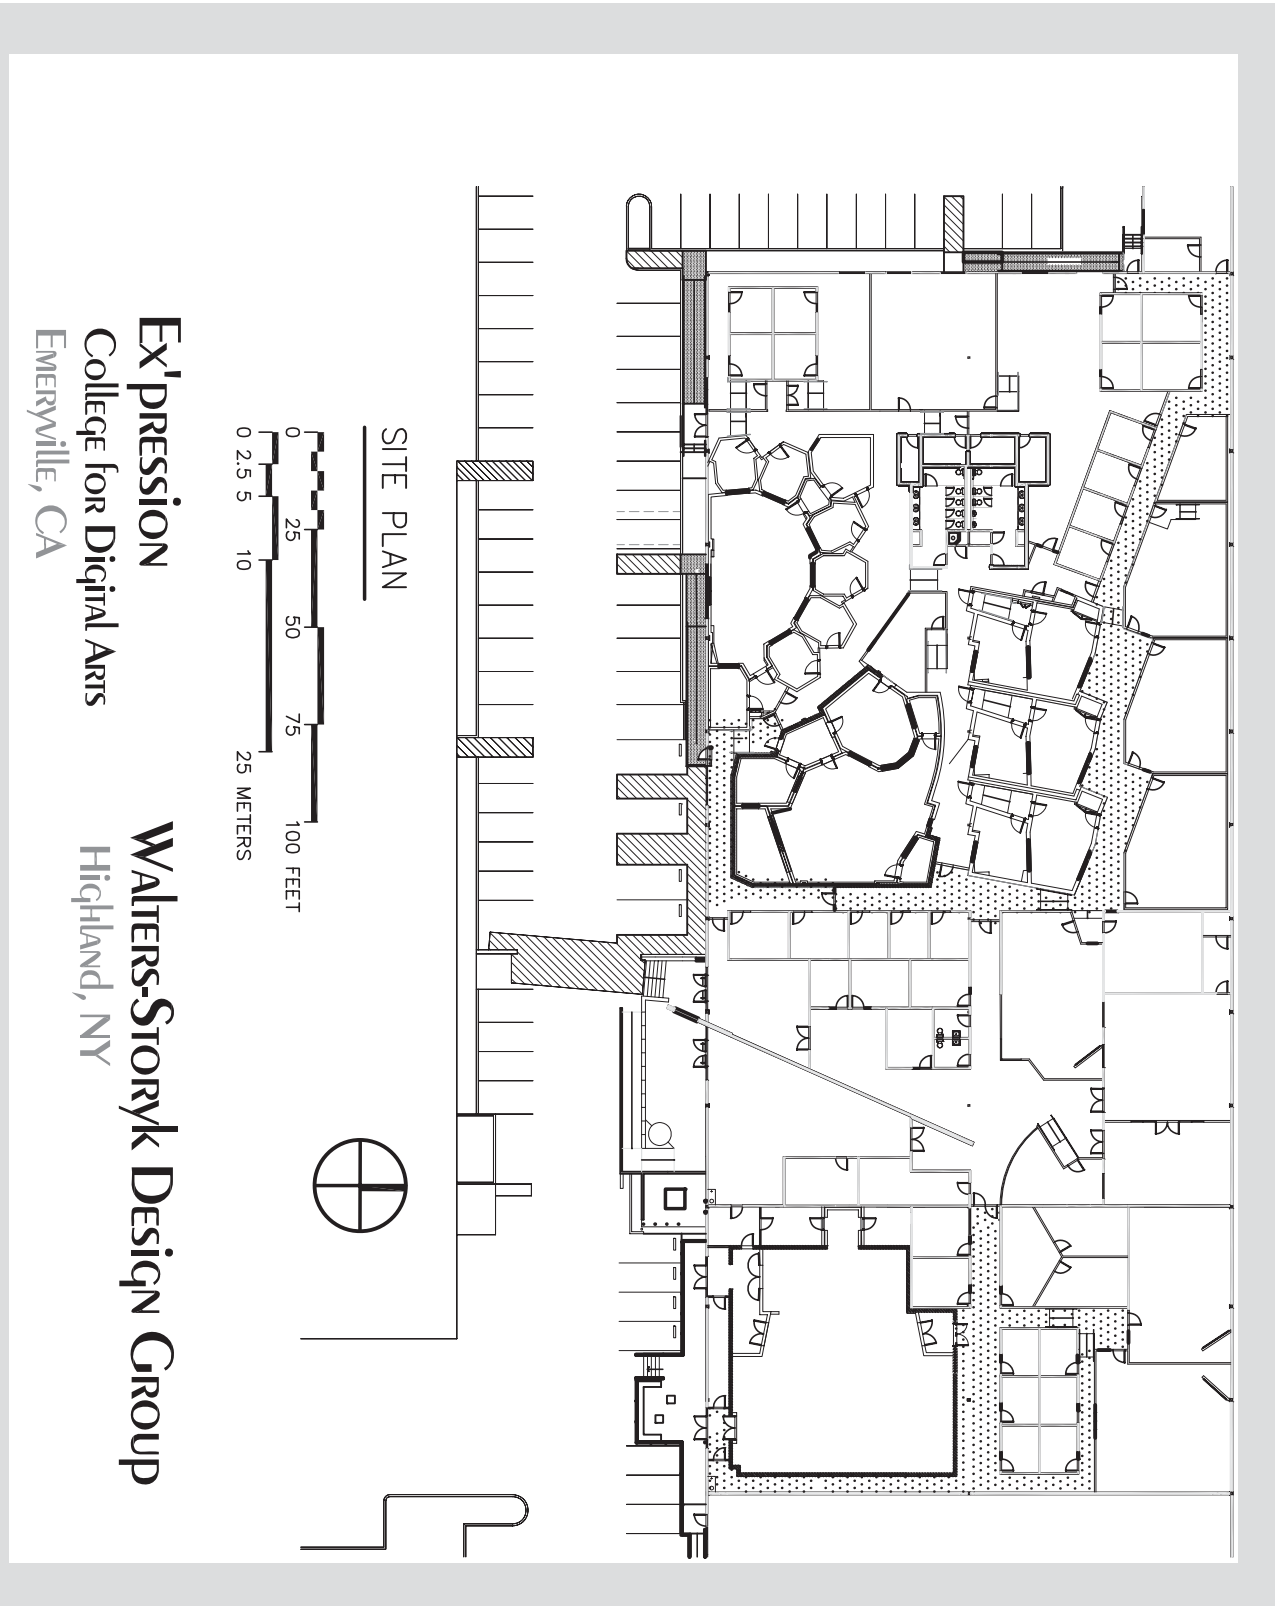 SITE PLAN
0 25 50 75 100 FEET
0 2.5 5 10 25 METERS
Ex'pression
College for Digital Arts
Emeryville, CA
Walters-Storyk Design Group
Highland, NY